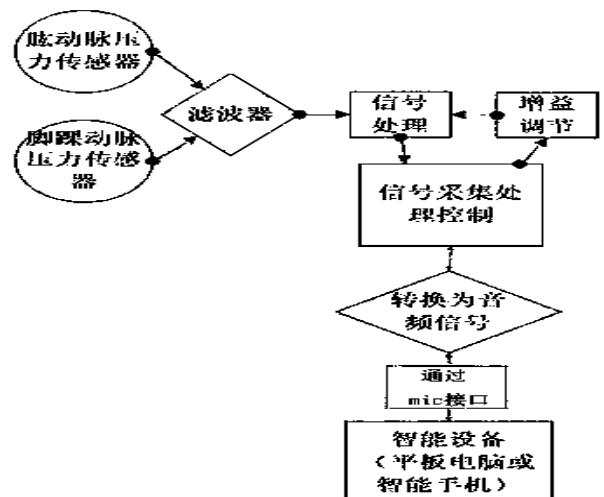 肱动脉压
力传感器
脚踝动脉
压力传感
器
滤波器
信号
处理
增益
调节
信号采集处
理控制
转换为音
频信号
通过
mic接口
智能设备
（平板电脑或
智能手机）